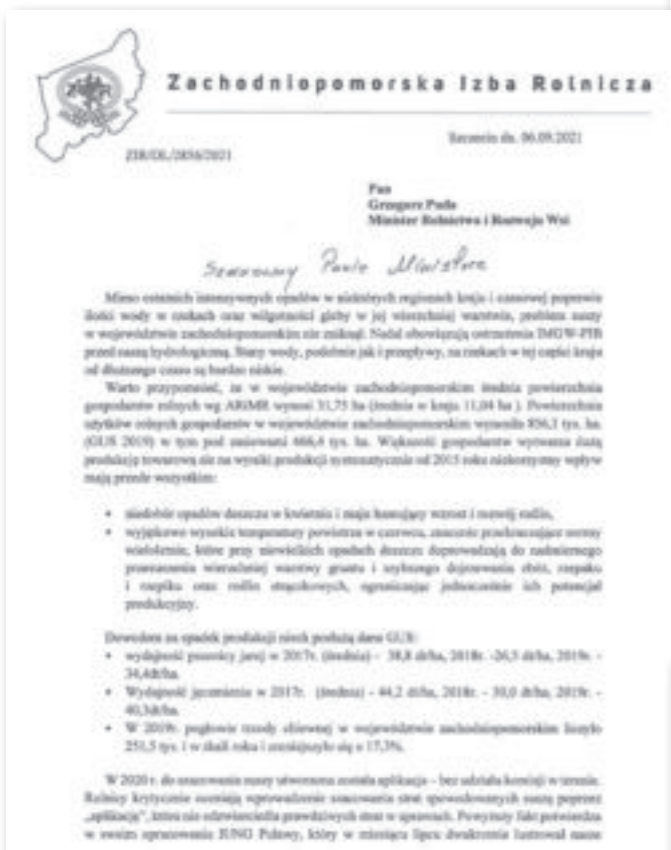 Zachodniopomorska Izba Rolnicza
Szczecin dn. 06.09.2021
ZIR/DL/2856/2021
Pan
Grzegorz Puda
Minister Rolnictwa i Rozwoju Wsi
Szanowny Panie Ministrze
Mimo ostatnich intensywnych opadów w niektórych regionach kraju i czasowej poprawie
ilości wody w rzekach oraz wilgotności gleby w jej wierzchniej warstwie, problem suszy
w województwie zachodniopomorskim nie zniknął. Nadal obowiązują ostrzeżenia IMGW-PIB
przed suszą hydrologiczną. Stany wody, podobnie jak i przepływy, na rzekach w tej części kraju
od dłuższego czasu są bardzo niskie.
Warto przypomnieć, że w województwie zachodniopomorskim średnia powierzchnia
gospodarstw rolnych wg ARiMR wynosi 31,75 ha (średnia w kraju 11,04 ha ). Powierzchnia
użytków rolnych gospodarstw w województwie zachodniopomorskim wynosiła 856,1 tys. ha.
(GUS 2019) w tym pod zasiewami 666,6 tys. ha. Większość gospodarstw wytwarza dużą
produkcję towarową ale na wyniki produkcji systematycznie od 2015 roku niekorzystny wpływ
mają przede wszystkim:
• niedobór opadów deszczu w kwietniu i maju hamujący wzrost i rozwój roślin,
• wyjątkowo wysokie temperatury powietrza w czerwcu, znacznie przekraczające normy
wieloletnie, które przy niewielkich opadach deszczu doprowadzają do nadmiernego
przesuszenia wierzchniej warstwy gruntu i szybszego dojrzewania zbóż, rzepaku
i rzepiku oraz roślin strączkowych, ograniczając jednocześnie ich potencjał
produkcyjny.
Dowodem na spadek produkcji niech posłużą dane GUS:
• wydajność pszenicy jarej w 2017r. (średnia) - 38,8 dt/ha, 2018r. -26,5 dt/ha, 2019r. -
34,4dt/ha.
• Wydajność jęczmienia w 2017r. (średnia) - 44,2 dt/ha, 2018r. - 30,0 dt/ha, 2019r. -
40,3dt/ha.
• W 2019r. pogłowie trzody chlewnej w województwie zachodniopomorskim liczyło
251,5 tys. i w skali roku zmniejszyło się o 17,3%.
W 2020 r. do szacowania suszy utworzona została aplikacja – bez udziału komisji w terenie.
Rolnicy krytycznie oceniają wprowadzenie szacowania strat spowodowanych suszą poprzez
„aplikację", która nie odzwierciedla prawdziwych strat w uprawach. Powyższy fakt potwierdza
w swoim opracowaniu IUNG Puławy, który w miesiącu lipcu dwukrotnie lustrował nasze